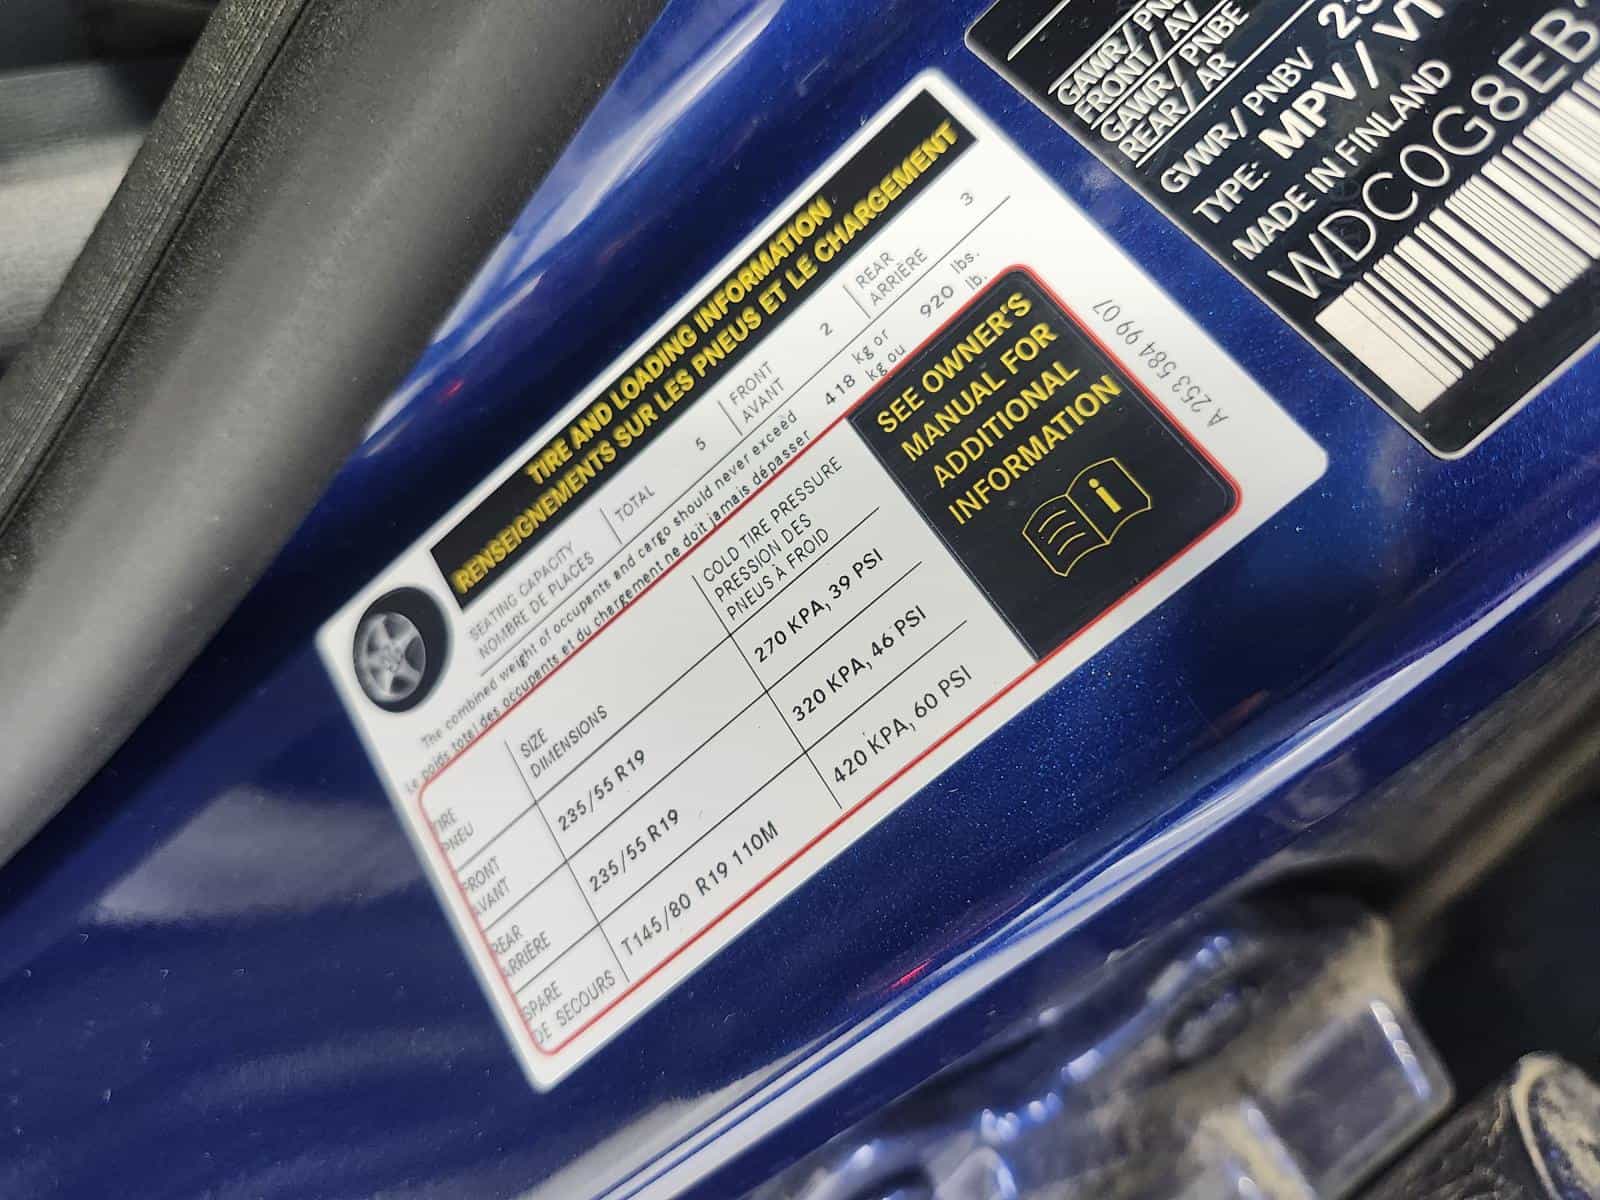 TIRE AND LOADING INFORMATION
RENSEIGNEMENTS SUR LES PNEUS ET LE CHARGEMENT
SEATING CAPACITY
NOMBRE DE PLACES
TOTAL
5
FRONT
AVANT
2
REAR
ARRIÈRE
3
The combined weight of occupants and cargo should never exceed 418 kg or 920 lbs.
Le poids total des occupants et du chargement ne doit jamais dépasser kg ou lb.
TIRE
PNEU
SIZE
DIMENSIONS
COLD TIRE PRESSURE
PRESSION DES
PNEUS À FROID
FRONT
AVANT
235/55 R19
270 KPA, 39 PSI
REAR
ARRIÈRE
235/55 R19
320 KPA, 46 PSI
SPARE
DE SECOURS
T145/80 R19 110M
420 KPA, 60 PSI
SEE OWNER'S
MANUAL FOR
ADDITIONAL
INFORMATION
i
A 253 584 99 07
GAWR/PN
FRONT/AV
GAWR/PNBE
REAR/AR
GVWR/PNBV
TYPE: MPV/
MADE IN FINLAND
WDC0G8EB